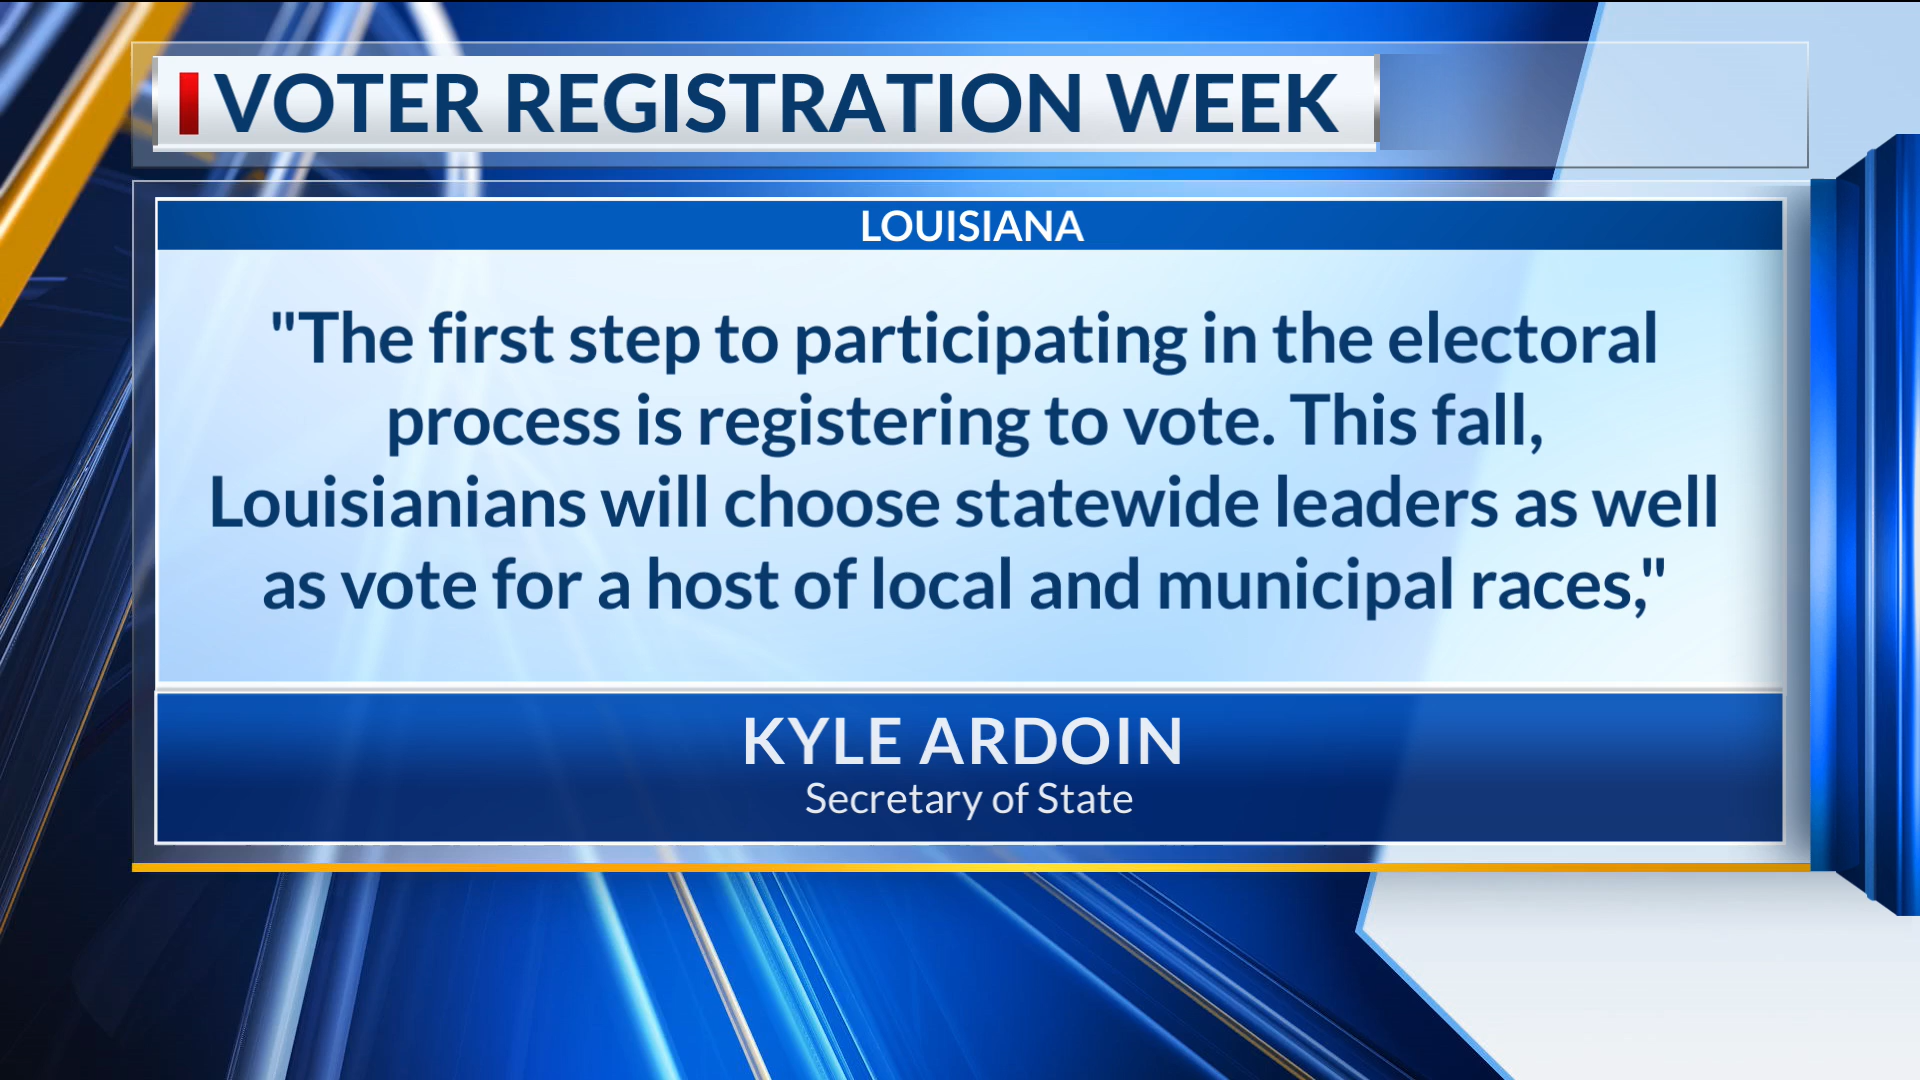 VOTER REGISTRATION WEEK
LOUISIANA
"The first step to participating in the electoral
process is registering to vote. This fall,
Louisianians will choose statewide leaders as well
as vote for a host of local and municipal races,"
KYLE ARDOIN
Secretary of State